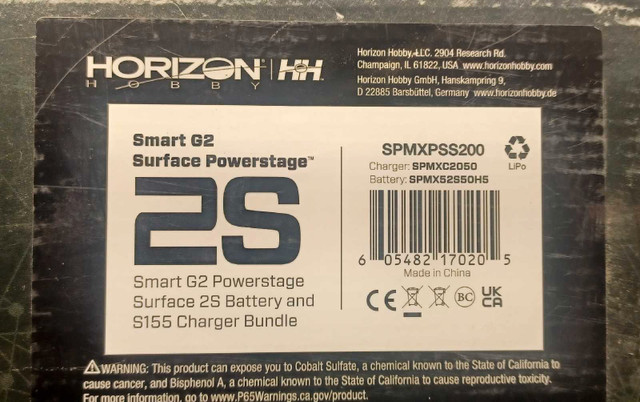 HORIZON
HOBBY
HH
Horizon Hobby, LLC. 2904 Research Rd.
Champaign, IL 61822, USA www.horizonhobby.com
Horizon Hobby GmbH, Hanskampring 9,
D 22885 Barsbüttel, Germany www.horizonhobby.de
Smart G2
Surface Powerstage™
2S
Smart G2 Powerstage
Surface 2S Battery and
S155 Charger Bundle
SPMXPSS200
Charger: SPMXC2050
Battery: SPMX52S50H5
LiPo
6 05482 17020 5
Made in China
CE BC UK
CA
⚠WARNING: This product can expose you to Cobalt Sulfate, a chemical known to the State of California to
cause cancer, and Bisphenol A, a chemical known to the State of California to cause reproductive toxicity.
For more information, go to www.P65Warnings.ca.gov/product.